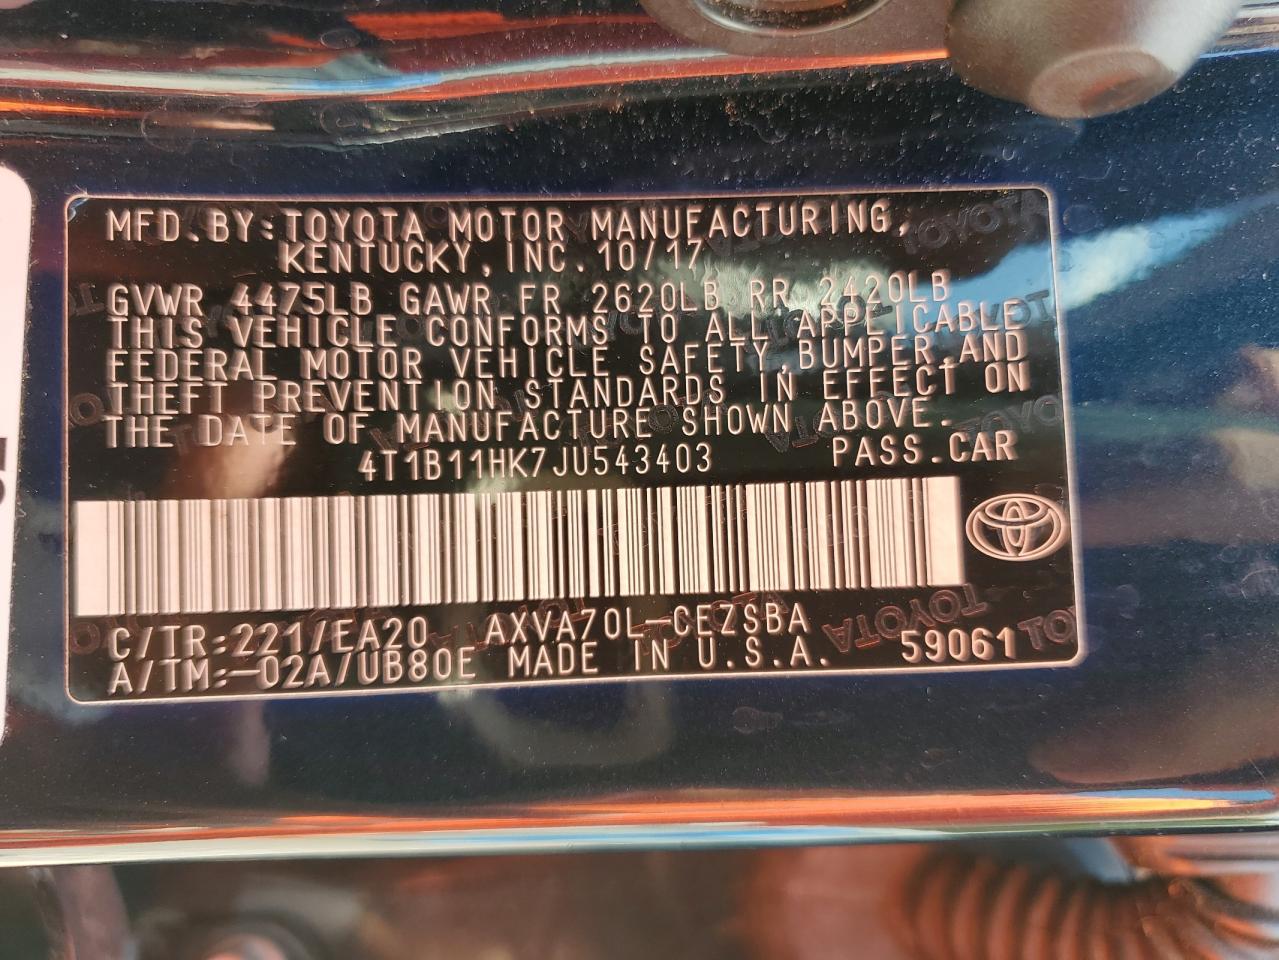 MFD.BY:TOYOTA MOTOR MANUFACTURING,
KENTUCKY,INC. 10/17
GVWR 4475LB GAWR FR 2620LB RR 2420LB
THIS VEHICLE CONFORMS TO ALL APPLICABLE
FEDERAL MOTOR VEHICLE SAFETY,BUMPER,AND
THEFT PREVENTION STANDARDS IN EFFECT ON
THE DATE OF MANUFACTURE SHOWN ABOVE.
4T1B11HK7JU543403 PASS.CAR
C/TR:221/EA20 AXVA70L-CEZSBA
A/TM:-02A/UB80E MADE IN U.S.A. 59061